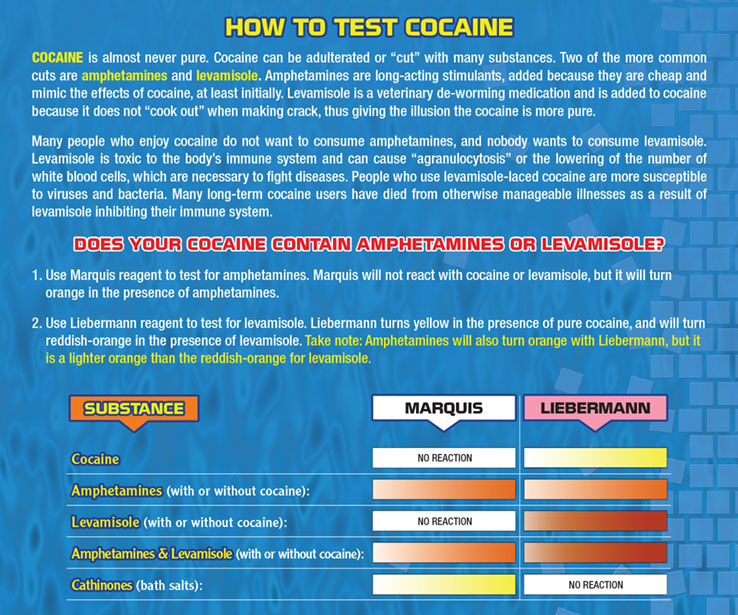 HOW TO TEST COCAINE
COCAINE is almost never pure. Cocaine can be adulterated or “cut” with many substances. Two of the more common
cuts are amphetamines and levamisole. Amphetamines are long-acting stimulants, added because they are cheap and
mimic the effects of cocaine, at least initially. Levamisole is a veterinary de-worming medication and is added to cocaine
because it does not “cook out” when making crack, thus giving the illusion the cocaine is more pure.
Many people who enjoy cocaine do not want to consume amphetamines, and nobody wants to consume levamisole.
Levamisole is toxic to the body’s immune system and can cause “agranulocytosis” or the lowering of the number of
white blood cells, which are necessary to fight diseases. People who use levamisole-laced cocaine are more susceptible
to viruses and bacteria. Many long-term cocaine users have died from otherwise manageable illnesses as a result of
levamisole inhibiting their immune system.
DOES YOUR COCAINE CONTAIN AMPHETAMINES OR LEVAMISOLE?
1. Use Marquis reagent to test for amphetamines. Marquis will not react with cocaine or levamisole, but it will turn
orange in the presence of amphetamines.
2. Use Liebermann reagent to test for levamisole. Liebermann turns yellow in the presence of pure cocaine, and will turn
reddish-orange in the presence of levamisole. Take note: Amphetamines will also turn orange with Liebermann, but it
is a lighter orange than the reddish-orange for levamisole.
SUBSTANCE MARQUIS LIEBERMANN
Cocaine NO REACTION
Amphetamines (with or without cocaine):
Levamisole (with or without cocaine): NO REACTION
Amphetamines & Levamisole (with or without cocaine):
Cathinones (bath salts): NO REACTION